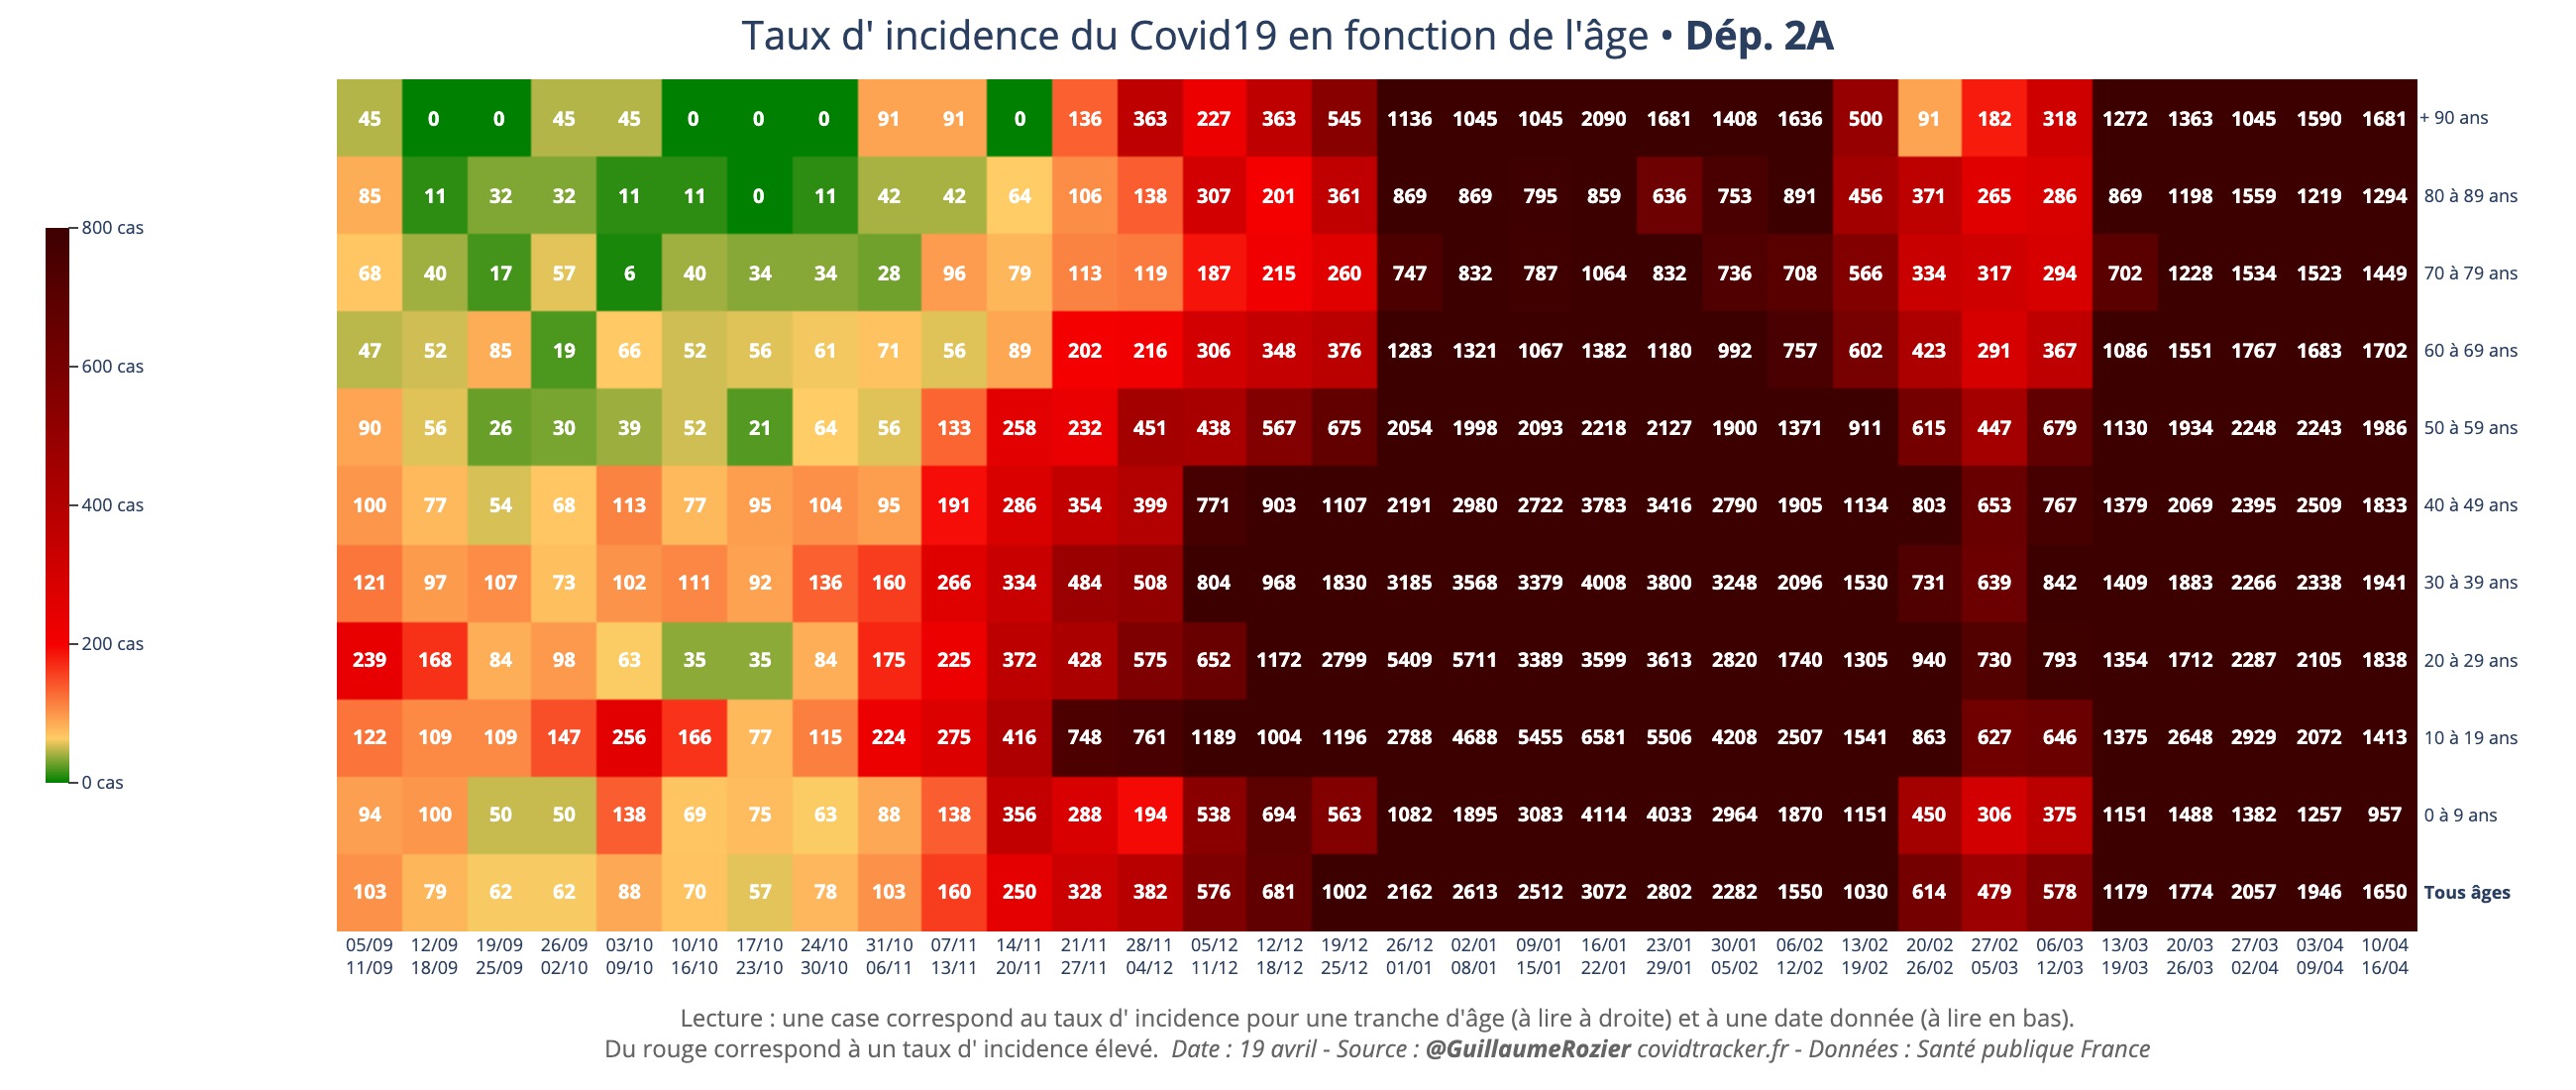 Taux d' incidence du Covid19 en fonction de l'âge • Dép. 2A
800 cas
600 cas
400 cas
200 cas
0 cas
45 0 0 45 45 0 0 0 91 91 0 136 363 227 363 545 1136 1045 1045 2090 1681 1408 1636 500 91 182 318 1272 1363 1045 1590 1681 + 90 ans
85 11 32 32 11 11 0 11 42 42 64 106 138 307 201 361 869 869 795 859 636 753 891 456 371 265 286 869 1198 1559 1219 1294 80 à 89 ans
68 40 17 57 6 40 34 34 28 96 79 113 119 187 215 260 747 832 787 1064 832 736 708 566 334 317 294 702 1228 1534 1523 1449 70 à 79 ans
47 52 85 19 66 52 56 61 71 56 89 202 216 306 348 376 1283 1321 1067 1382 1180 992 757 602 423 291 367 1086 1551 1767 1683 1702 60 à 69 ans
90 56 26 30 39 52 21 64 56 133 258 232 451 438 567 675 2054 1998 2093 2218 2127 1900 1371 911 615 447 679 1130 1934 2248 2243 1986 50 à 59 ans
100 77 54 68 113 77 95 104 95 191 286 354 399 771 903 1107 2191 2980 2722 3783 3416 2790 1905 1134 803 653 767 1379 2069 2395 2509 1833 40 à 49 ans
121 97 107 73 102 111 92 136 160 266 334 484 508 804 968 1830 3185 3568 3379 4008 3800 3248 2096 1530 731 639 842 1409 1883 2266 2338 1941 30 à 39 ans
239 168 84 98 63 35 35 84 175 225 372 428 575 652 1172 2799 5409 5711 3389 3599 3613 2820 1740 1305 940 730 793 1354 1712 2287 2105 1838 20 à 29 ans
122 109 109 147 256 166 77 115 224 275 416 748 761 1189 1004 1196 2788 4688 5455 6581 5506 4208 2507 1541 863 627 646 1375 2648 2929 2072 1413 10 à 19 ans
94 100 50 50 138 69 75 63 88 138 356 288 194 538 694 563 1082 1895 3083 4114 4033 2964 1870 1151 450 306 375 1151 1488 1382 1257 957 0 à 9 ans
103 79 62 62 88 70 57 78 103 160 250 328 382 576 681 1002 2162 2613 2512 3072 2802 2282 1550 1030 614 479 578 1179 1774 2057 1946 1650 Tous âges
05/09 12/09 19/09 26/09 03/10 10/10 17/10 24/10 31/10 07/11 14/11 21/11 28/11 05/12 12/12 19/12 26/12 02/01 09/01 16/01 23/01 30/01 06/02 13/02 20/02 27/02 06/03 13/03 20/03 27/03 03/04 10/04
11/09 18/09 25/09 02/10 09/10 16/10 23/10 30/10 06/11 13/11 20/11 27/11 04/12 11/12 18/12 25/12 01/01 08/01 15/01 22/01 29/01 05/02 12/02 19/02 26/02 05/03 12/03 19/03 26/03 02/04 09/04 16/04
Lecture : une case correspond au taux d' incidence pour une tranche d'âge (à lire à droite) et à une date donnée (à lire en bas).
Du rouge correspond à un taux d' incidence élevé. Date : 19 avril - Source : @GuillaumeRozier covidtracker.fr - Données : Santé publique France